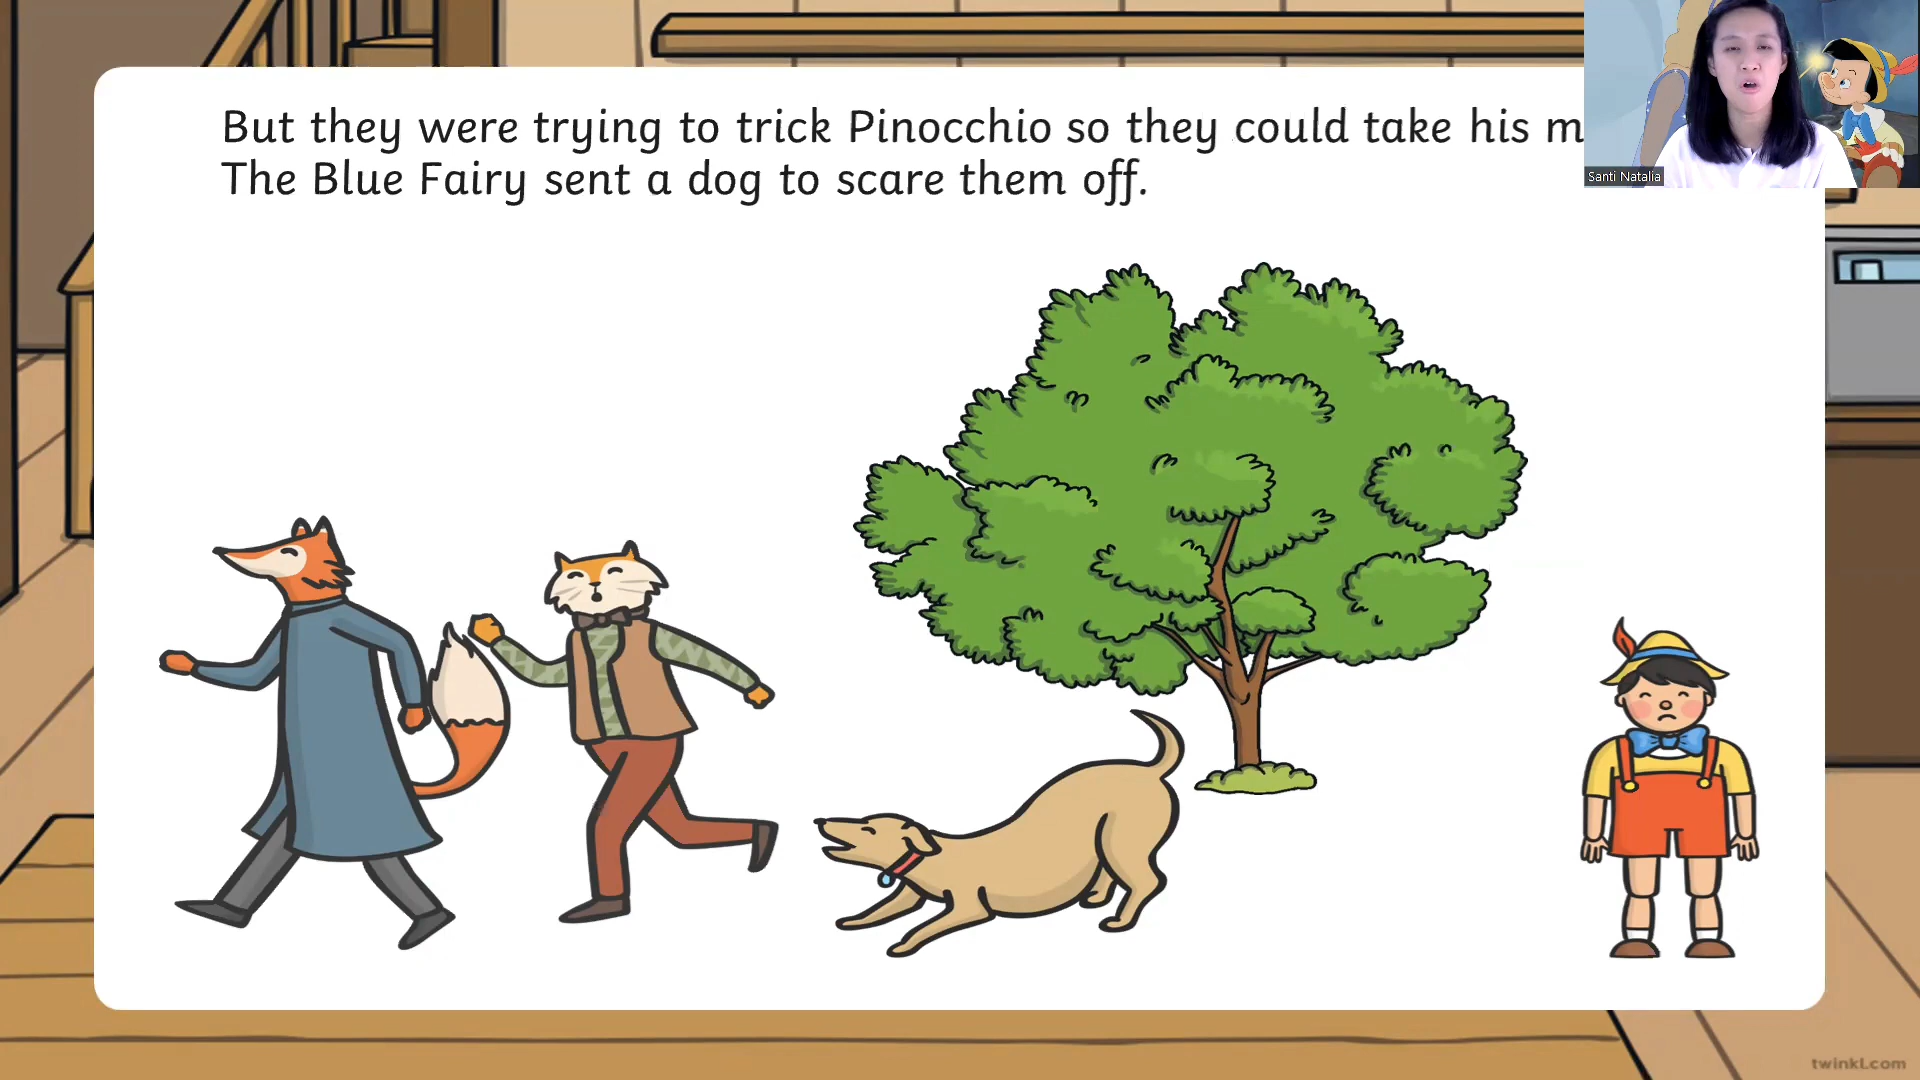 But they were trying to trick Pinocchio so they could take his
The Blue Fairy sent a dog to scare them off.
Santi Natalia
twinkl.com